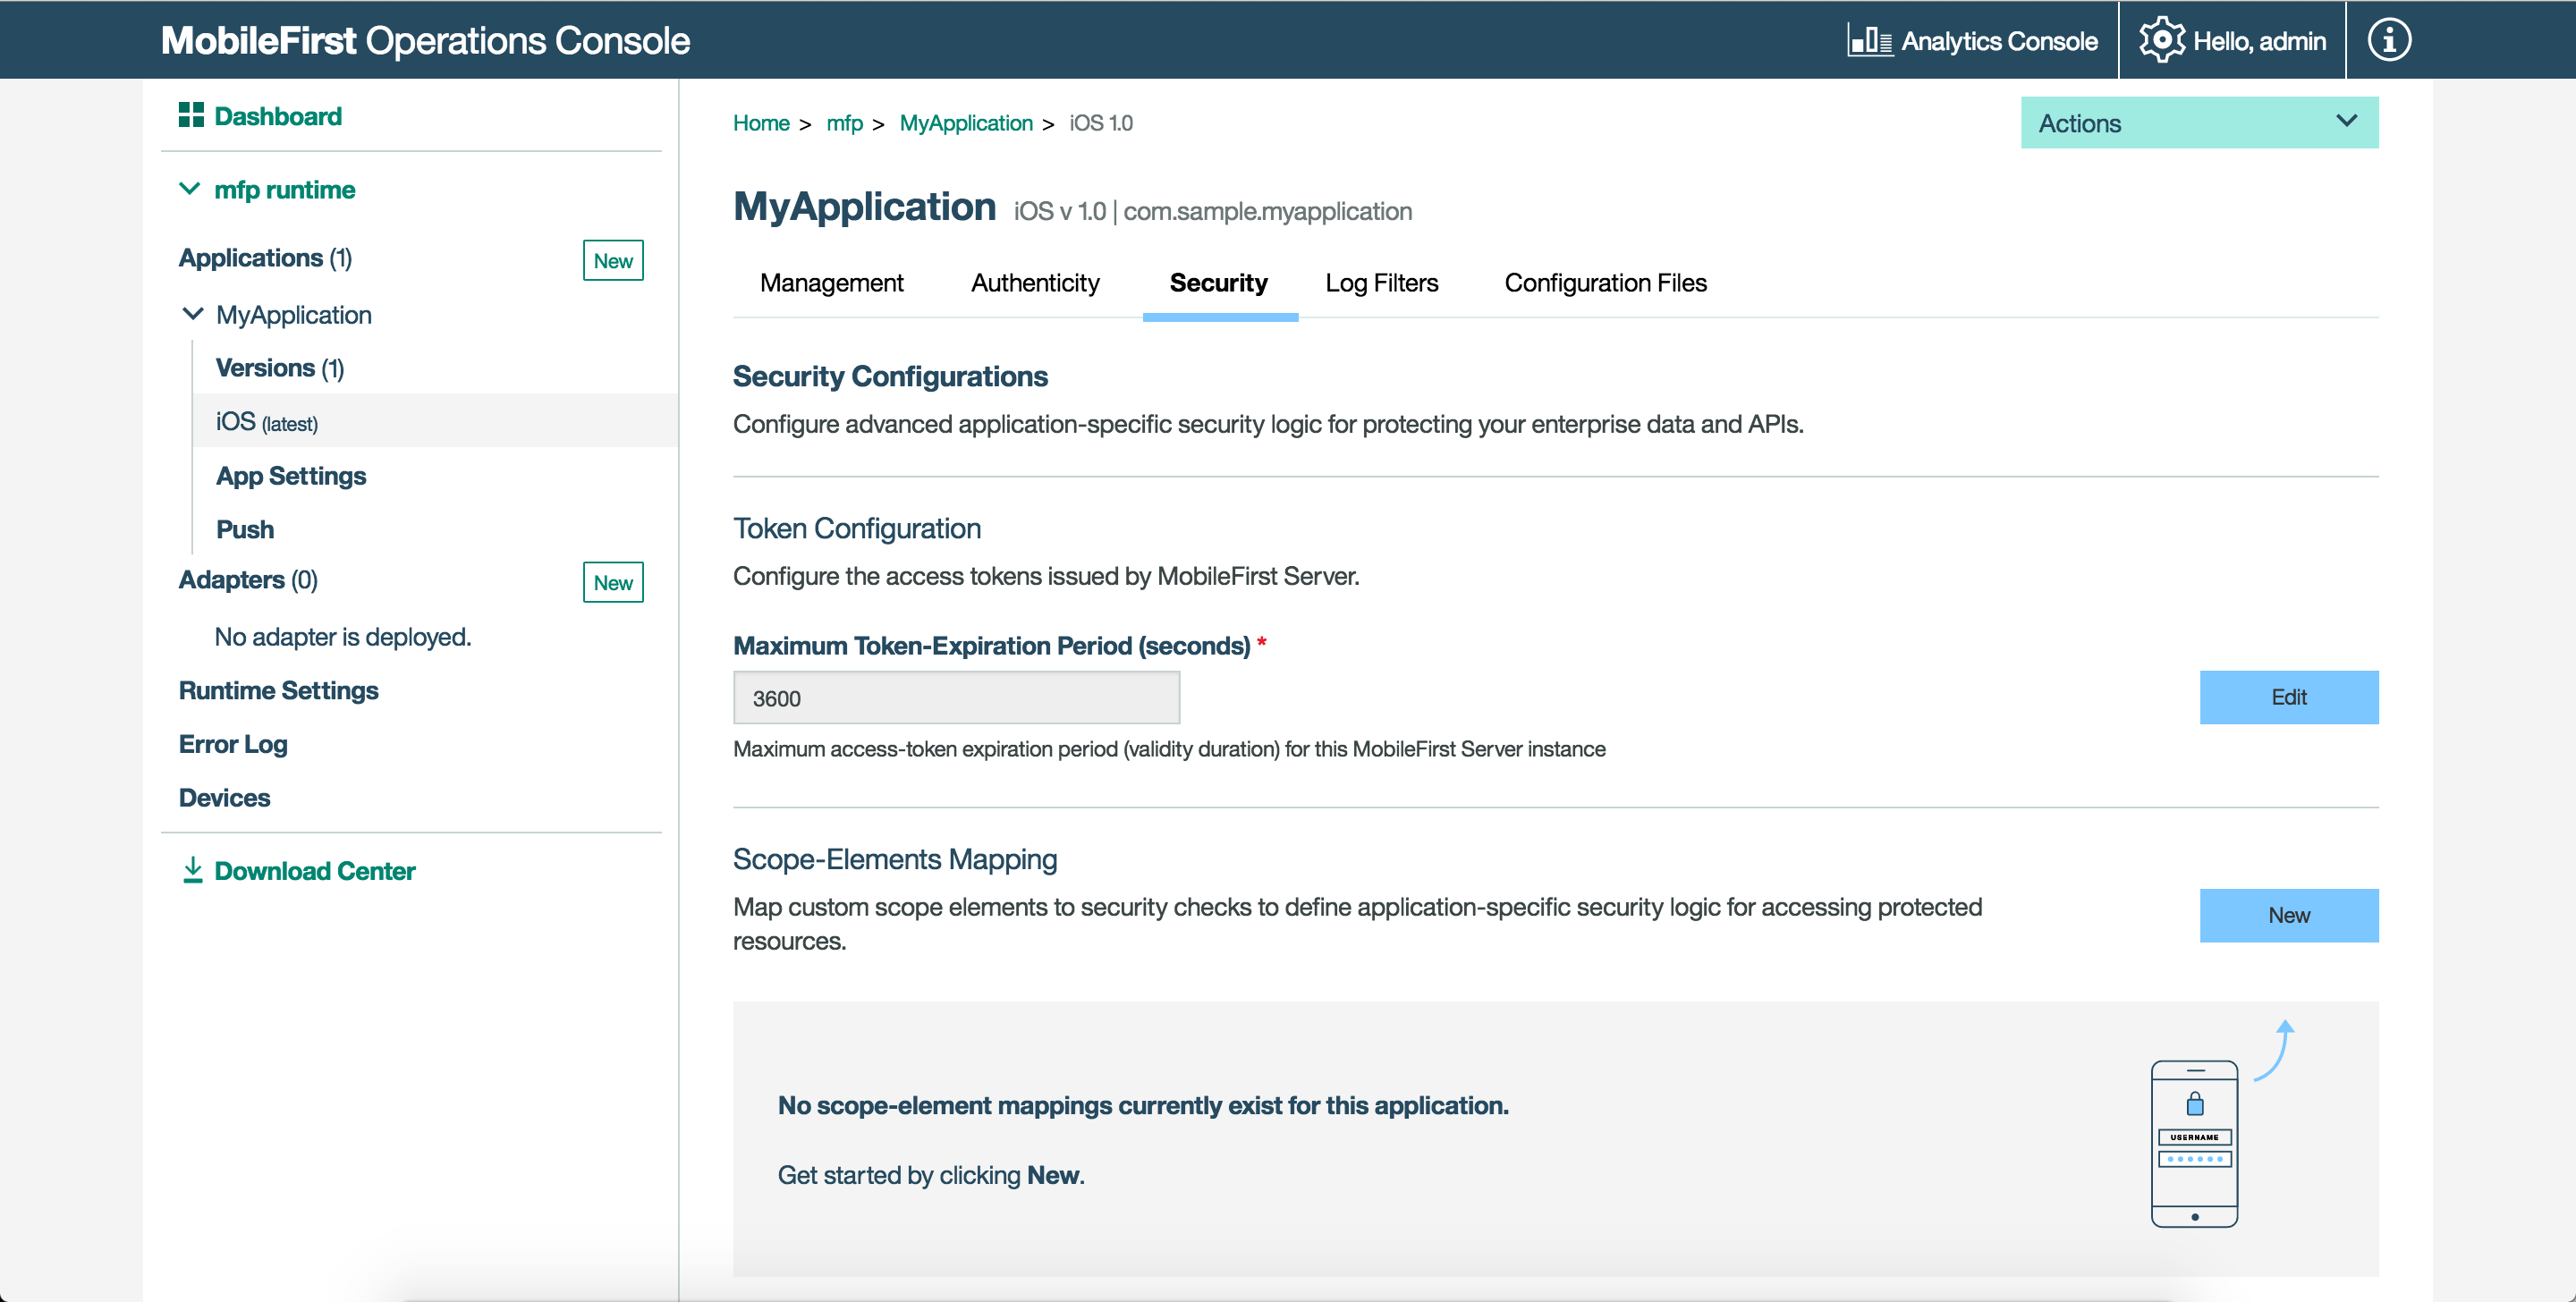 MobileFirst Operations Console
Analytics Console
Hello, admin
Dashboard
mfp runtime
Applications (1)
New
MyApplication
Versions (1)
iOS (latest)
App Settings
Push
Adapters (0)
New
No adapter is deployed.
Runtime Settings
Error Log
Devices
Download Center
Home > mfp > MyApplication > iOS 1.0
Actions
MyApplication iOS v 1.0 | com.sample.myapplication
Management Authenticity Security Log Filters Configuration Files
Security Configurations
Configure advanced application-specific security logic for protecting your enterprise data and APIs.
Token Configuration
Configure the access tokens issued by MobileFirst Server.
Maximum Token-Expiration Period (seconds) *
3600
Edit
Maximum access-token expiration period (validity duration) for this MobileFirst Server instance
Scope-Elements Mapping
Map custom scope elements to security checks to define application-specific security logic for accessing protected
resources.
New
No scope-element mappings currently exist for this application.
Get started by clicking New.
USERNAME